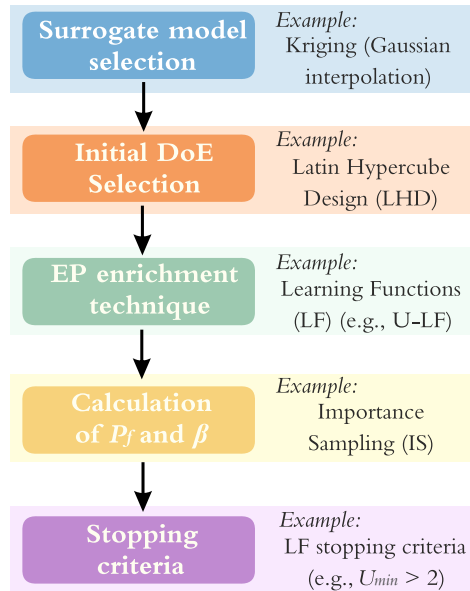 Surrogate model
selection
Example:
Kriging (Gaussian
interpolation)
Initial DoE
Selection
Example:
Latin Hypercube
Design (LHD)
EP enrichment
technique
Example:
Learning Functions
(LF) (e.g., U-LF)
Calculation
of Pf and β
Example:
Importance
Sampling (IS)
Stopping
criteria
Example:
LF stopping criteria
(e.g., Umin > 2)